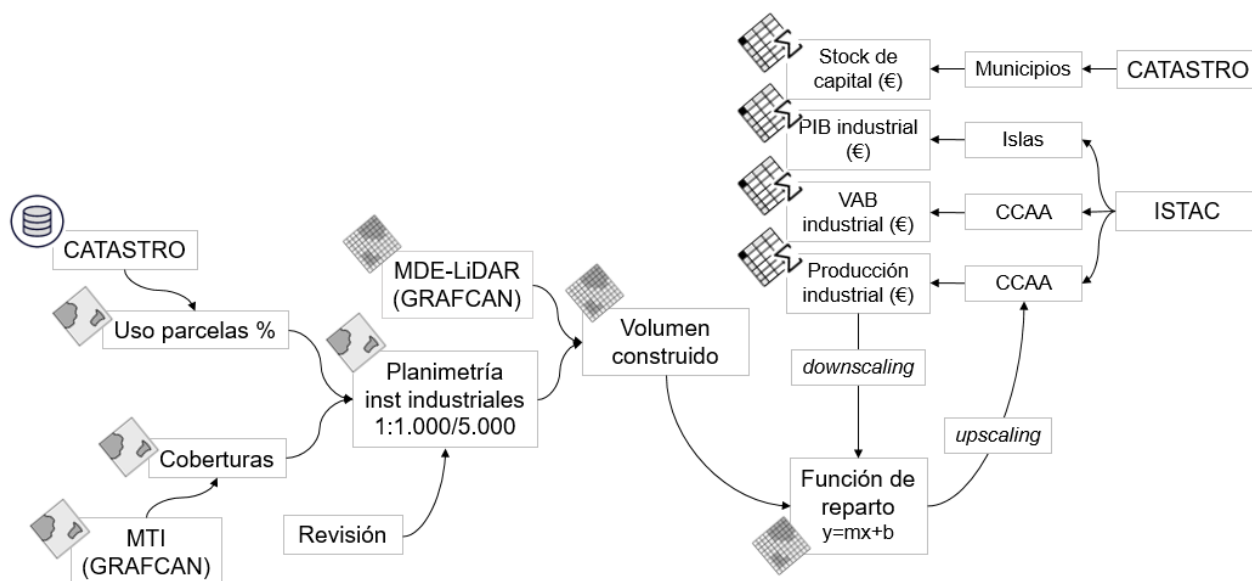 Stock de
capital (€)
Municipios
CATASTRO
PIB industrial
(€)
Islas
VAB
industrial (€)
CCAA
ISTAC
Producción
industrial (€)
CCAA
CATASTRO
MDE-LiDAR
(GRAFCAN)
Uso parcelas %
Volumen
construido
Planimetría
inst industriales
1:1.000/5.000
downscaling
upscaling
Coberturas
Función de
reparto
y=mx+b
Revisión
MTI
(GRAFCAN)